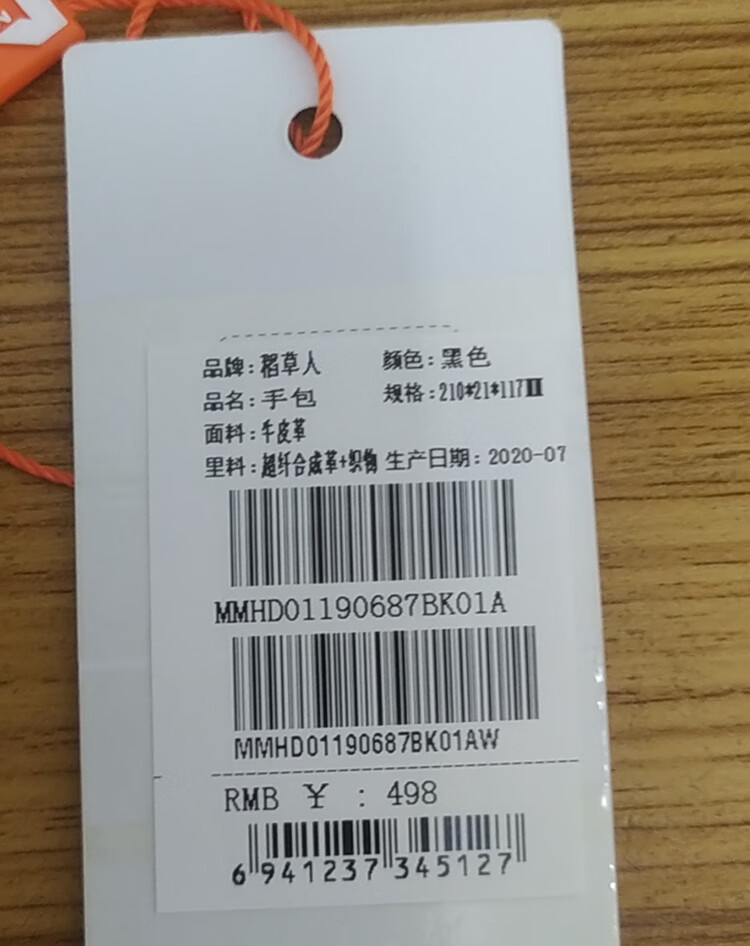 品牌:稻草人 颜色:黑色
品名:手包 规格:210*21*117㎜
面料:牛皮革
里料:超纤合成革+织物 生产日期:2020-07
MMHD01190687BK01A
MMHD01190687BK01AW
RMB ¥ : 498
6 941237 345127